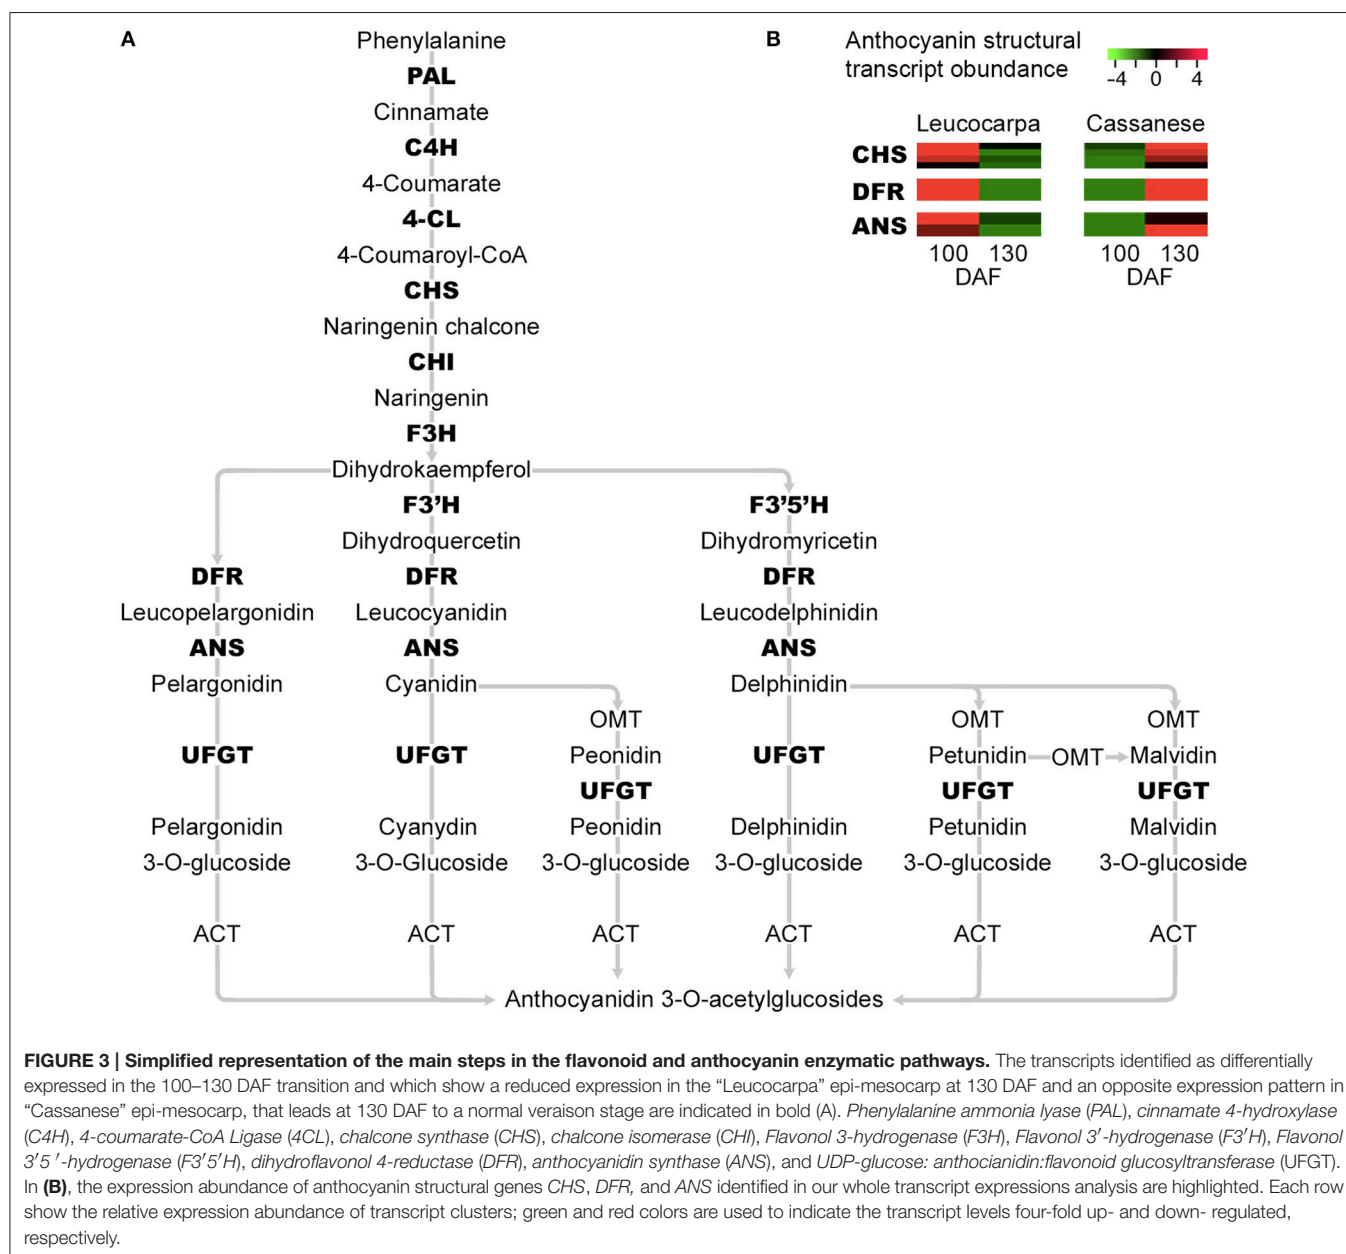 A
Phenylalanine
PAL
Cinnamate
C4H
4-Coumarate
4-CL
4-Coumaroyl-CoA
CHS
Naringenin chalcone
CHI
Naringenin
F3H
Dihydrokaempferol
F3'H F3'5'H
Dihydroquercetin Dihydromyricetin
DFR DFR DFR
Leucopelargonidin Leucocyanidin Leucodelphinidin
ANS ANS ANS
Pelargonidin Cyanidin Delphinidin
OMT OMT OMT
UFGT UFGT Peonidin UFGT Petunidin OMT Malvidin
UFGT UFGT UFGT
Pelargonidin Cyanydin Peonidin Delphinidin Petunidin Malvidin
3-O-glucoside 3-O-Glucoside 3-O-glucoside 3-O-glucoside 3-O-glucoside 3-O-glucoside
ACT ACT ACT ACT ACT ACT
Anthocyanidin 3-O-acetylglucosides
B
Anthocyanin structural
transcript obundance
-4 0 4
Leucocarpa Cassanese
CHS
DFR
ANS
100 130 100 130
DAF DAF
FIGURE 3 | Simplified representation of the main steps in the flavonoid and anthocyanin enzymatic pathways. The transcripts identified as differentially
expressed in the 100–130 DAF transition and which show a reduced expression in the “Leucocarpa” epi-mesocarp at 130 DAF and an opposite expression pattern in
“Cassanese” epi-mesocarp, that leads at 130 DAF to a normal veraison stage are indicated in bold (A). Phenylalanine ammonia lyase (PAL), cinnamate 4-hydroxylase
(C4H), 4-coumarate-CoA Ligase (4CL), chalcone synthase (CHS), chalcone isomerase (CHI), Flavonol 3-hydrogenase (F3H), Flavonol 3′-hydrogenase (F3′H), Flavonol
3′5 ′-hydrogenase (F3′5′H), dihydroflavonol 4-reductase (DFR), anthocyanidin synthase (ANS), and UDP-glucose: anthocianidin:flavonoid glucosyltransferase (UFGT).
In (B), the expression abundance of anthocyanin structural genes CHS, DFR, and ANS identified in our whole transcript expressions analysis are highlighted. Each row
show the relative expression abundance of transcript clusters; green and red colors are used to indicate the transcript levels four-fold up- and down- regulated,
respectively.